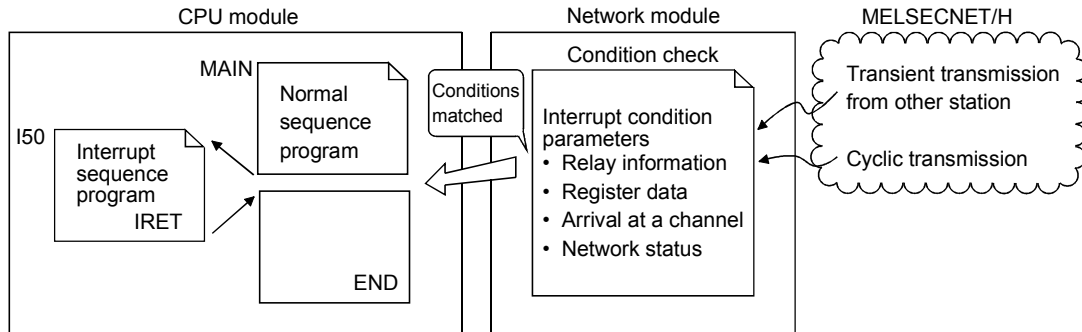 CPU module
MAIN
Normal
sequence
program
I50
Interrupt
sequence
program
IRET
END
Network module
Condition check
Conditions
matched
Interrupt condition
parameters
• Relay information
• Register data
• Arrival at a channel
• Network status
MELSECNET/H
Transient transmission
from other station
Cyclic transmission